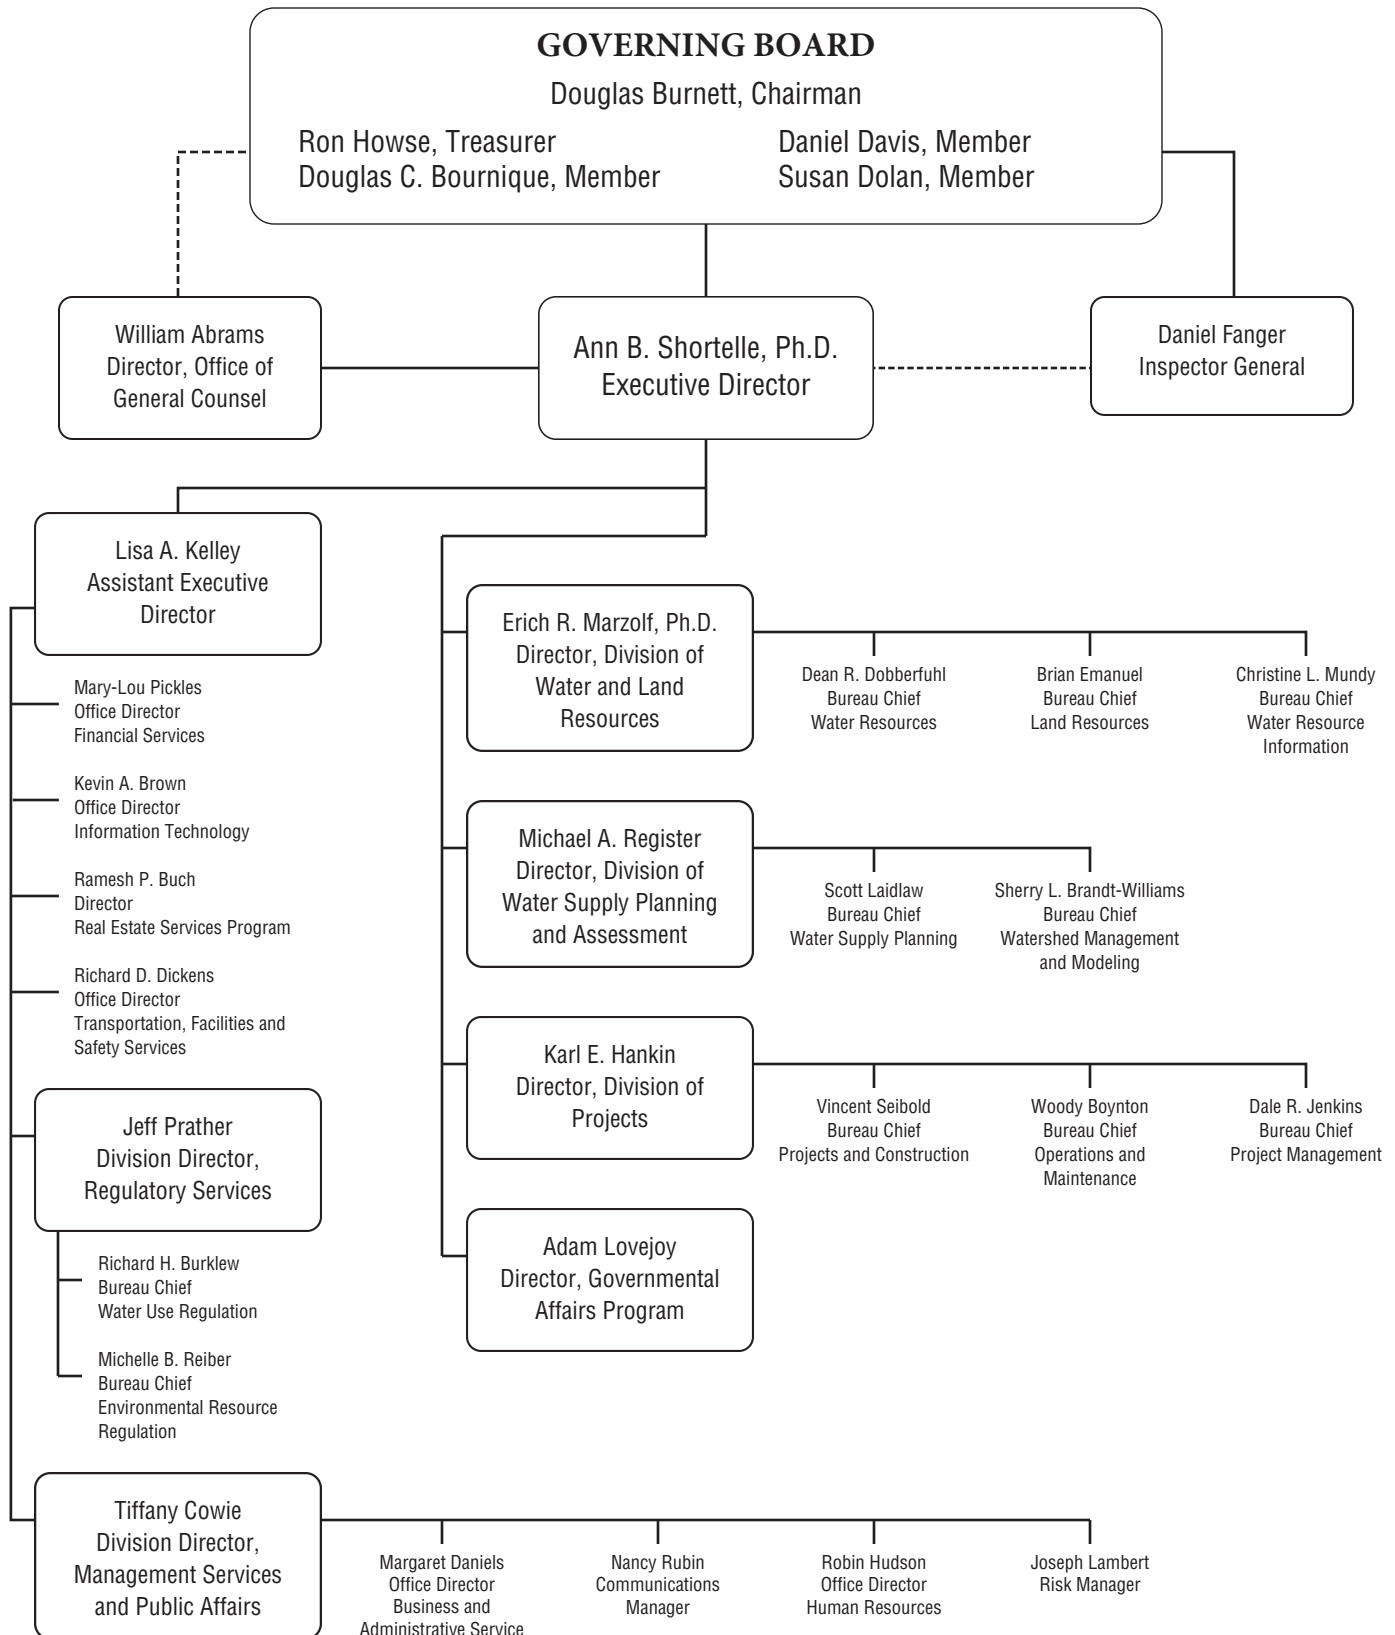 GOVERNING BOARD
Douglas Burnett, Chairman
Ron Howse, Treasurer
Douglas C. Bournique, Member
Daniel Davis, Member
Susan Dolan, Member
William Abrams
Director, Office of
General Counsel
Ann B. Shortelle, Ph.D.
Executive Director
Daniel Fanger
Inspector General
Lisa A. Kelley
Assistant Executive
Director
Mary-Lou Pickles
Office Director
Financial Services
Kevin A. Brown
Office Director
Information Technology
Ramesh P. Buch
Director
Real Estate Services Program
Richard D. Dickens
Office Director
Transportation, Facilities and
Safety Services
Jeff Prather
Division Director,
Regulatory Services
Richard H. Burklew
Bureau Chief
Water Use Regulation
Michelle B. Reiber
Bureau Chief
Environmental Resource
Regulation
Tiffany Cowie
Division Director,
Management Services
and Public Affairs
Margaret Daniels
Office Director
Business and
Administrative Service
Nancy Rubin
Communications
Manager
Robin Hudson
Office Director
Human Resources
Joseph Lambert
Risk Manager
Erich R. Marzolf, Ph.D.
Director, Division of
Water and Land
Resources
Dean R. Dobberfuhl
Bureau Chief
Water Resources
Brian Emanuel
Bureau Chief
Land Resources
Christine L. Mundy
Bureau Chief
Water Resource
Information
Michael A. Register
Director, Division of
Water Supply Planning
and Assessment
Scott Laidlaw
Bureau Chief
Water Supply Planning
Sherry L. Brandt-Williams
Bureau Chief
Watershed Management
and Modeling
Karl E. Hankin
Director, Division of
Projects
Vincent Seibold
Bureau Chief
Projects and Construction
Woody Boynton
Bureau Chief
Operations and
Maintenance
Dale R. Jenkins
Bureau Chief
Project Management
Adam Lovejoy
Director, Governmental
Affairs Program